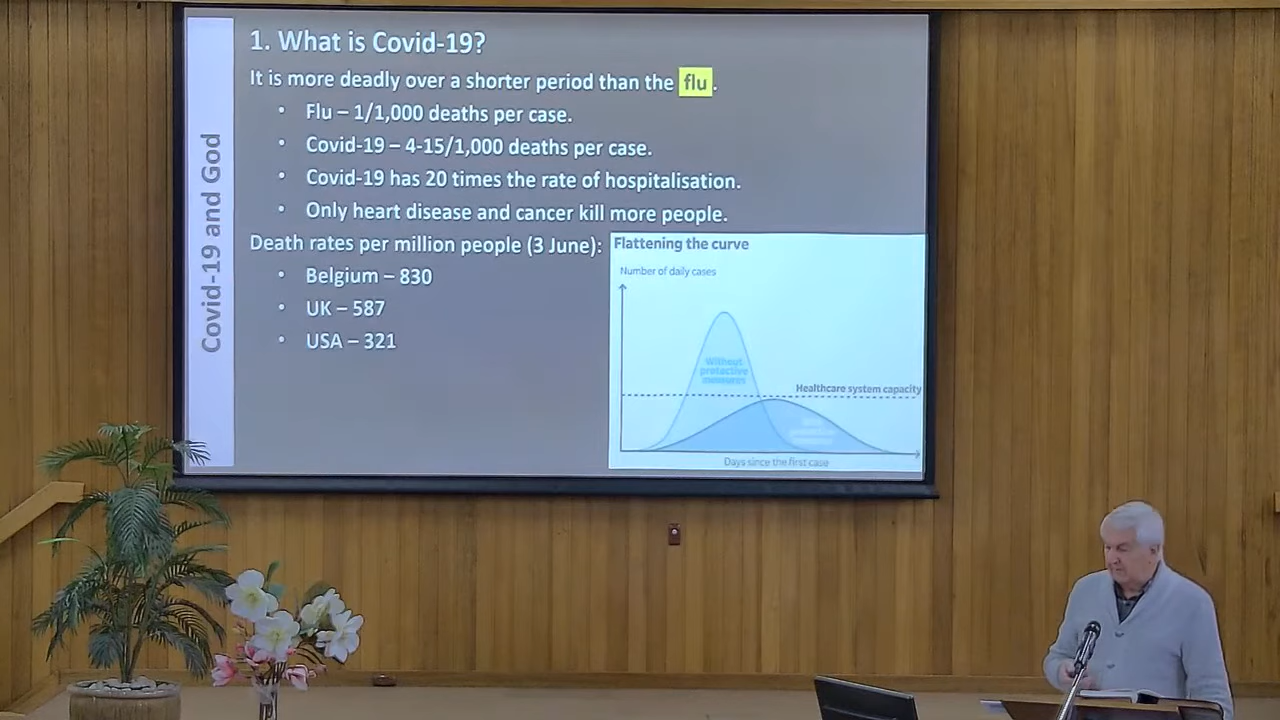 Covid-19 and God
1. What is Covid-19?
It is more deadly over a shorter period than the flu.
• Flu – 1/1,000 deaths per case.
• Covid-19 – 4-15/1,000 deaths per case.
• Covid-19 has 20 times the rate of hospitalisation.
• Only heart disease and cancer kill more people.
Death rates per million people (3 June):
• Belgium – 830
• UK – 587
• USA – 321
Flattening the curve
Number of daily cases
Without
protective
measures
Healthcare system capacity
Days since the first case